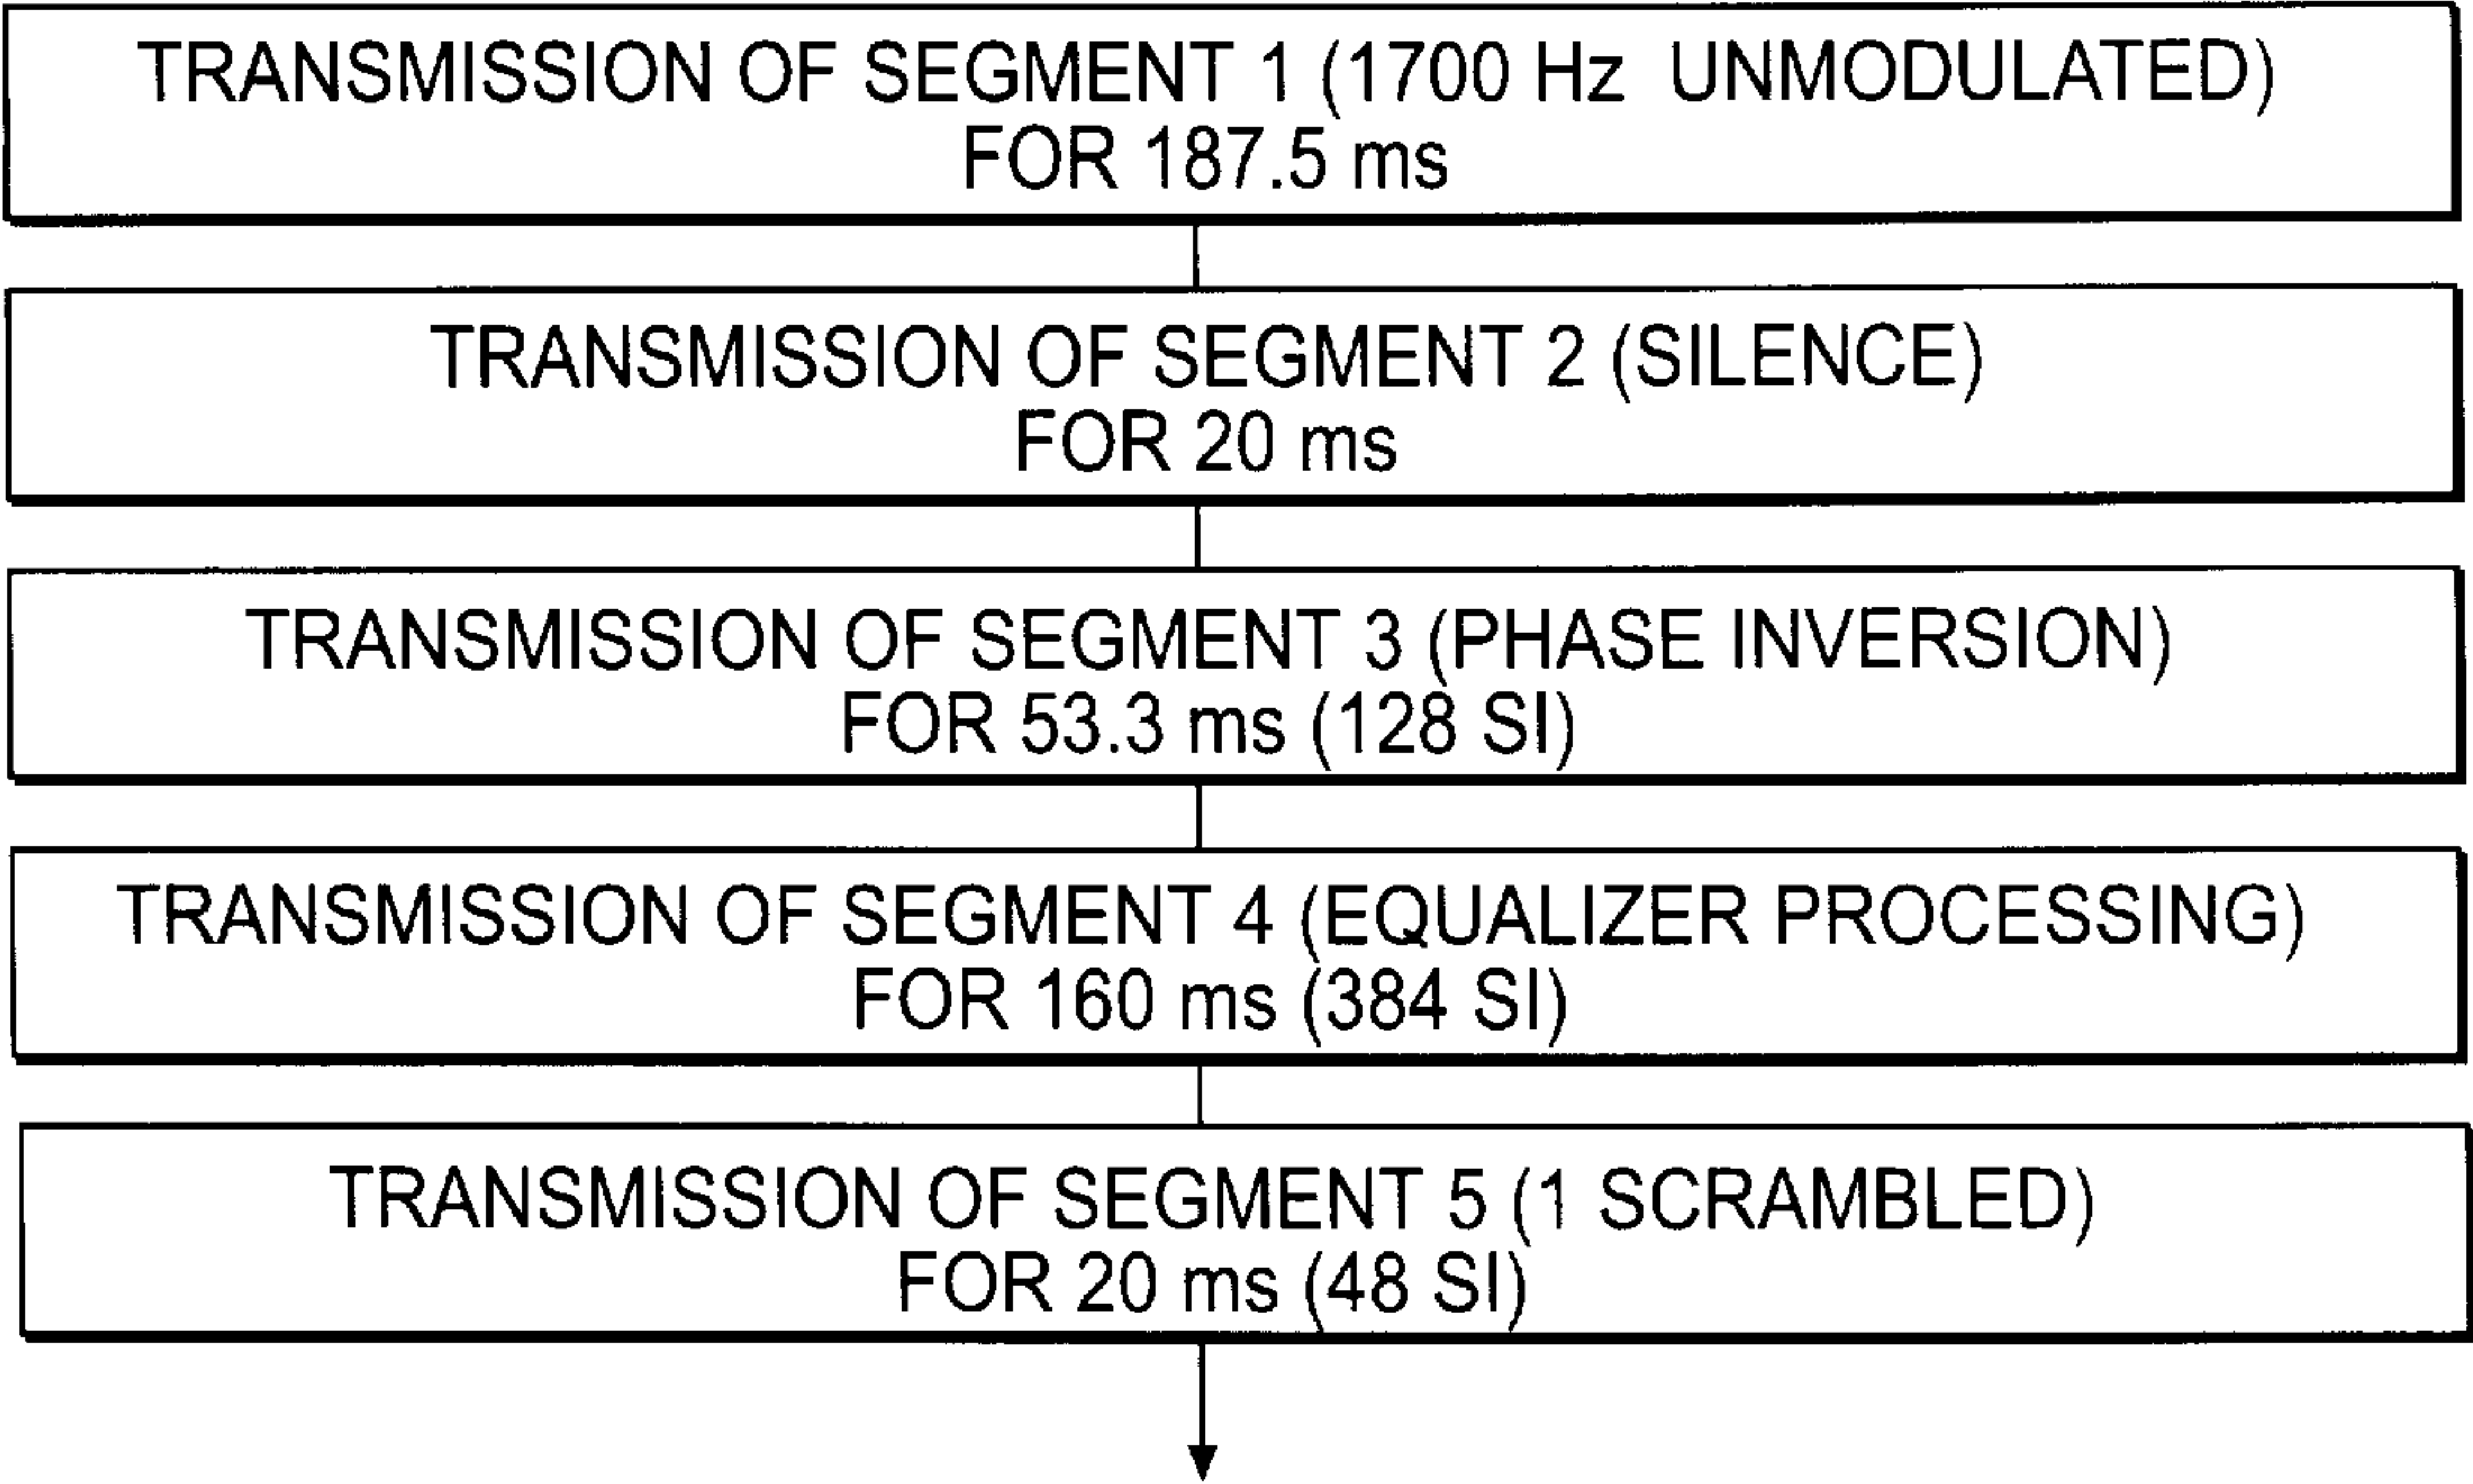 TRANSMISSION OF SEGMENT 1 (1700 Hz UNMODULATED)
FOR 187.5 ms
TRANSMISSION OF SEGMENT 2 (SILENCE)
FOR 20 ms
TRANSMISSION OF SEGMENT 3 (PHASE INVERSION)
FOR 53.3 ms (128 SI)
TRANSMISSION OF SEGMENT 4 (EQUALIZER PROCESSING)
FOR 160 ms (384 SI)
TRANSMISSION OF SEGMENT 5 (1 SCRAMBLED)
FOR 20 ms (48 SI)